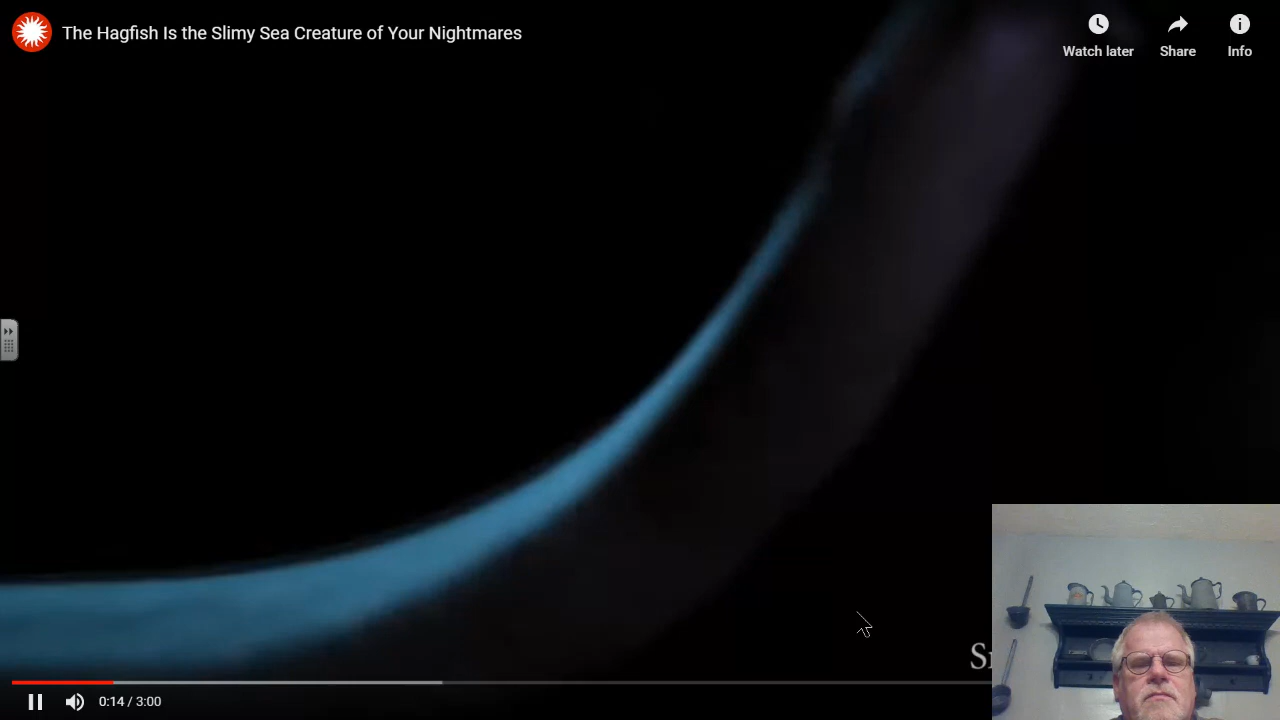 The Hagfish Is the Slimy Sea Creature of Your Nightmares
Watch later
Share
Info
0:14 / 3:00